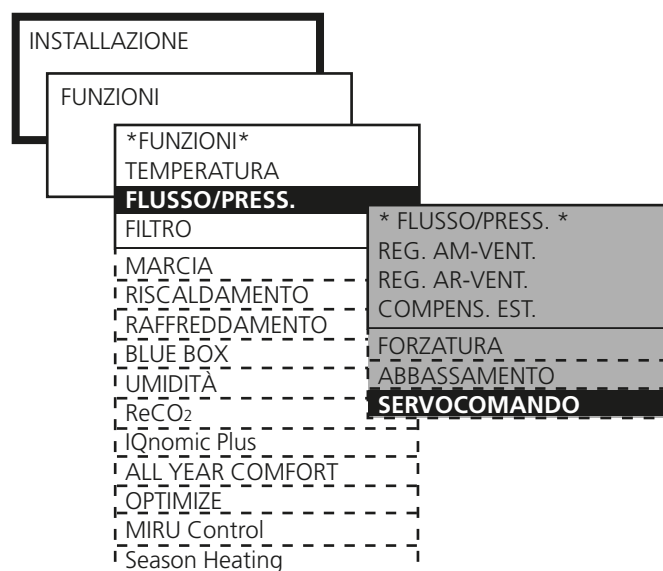 INSTALLAZIONE
FUNZIONI
*FUNZIONI*
TEMPERATURA
FLUSSO/PRESS.
FILTRO
MARCIA
RISCALDAMENTO
RAFFREDDAMENTO
BLUE BOX
UMIDITÀ
ReCO₂
IQnomic Plus
ALL YEAR COMFORT
OPTIMIZE
MIRU Control
Season Heating
* FLUSSO/PRESS. *
REG. AM-VENT.
REG. AR-VENT.
COMPENS. EST.
FORZATURA
ABBASSAMENTO
SERVOCOMANDO